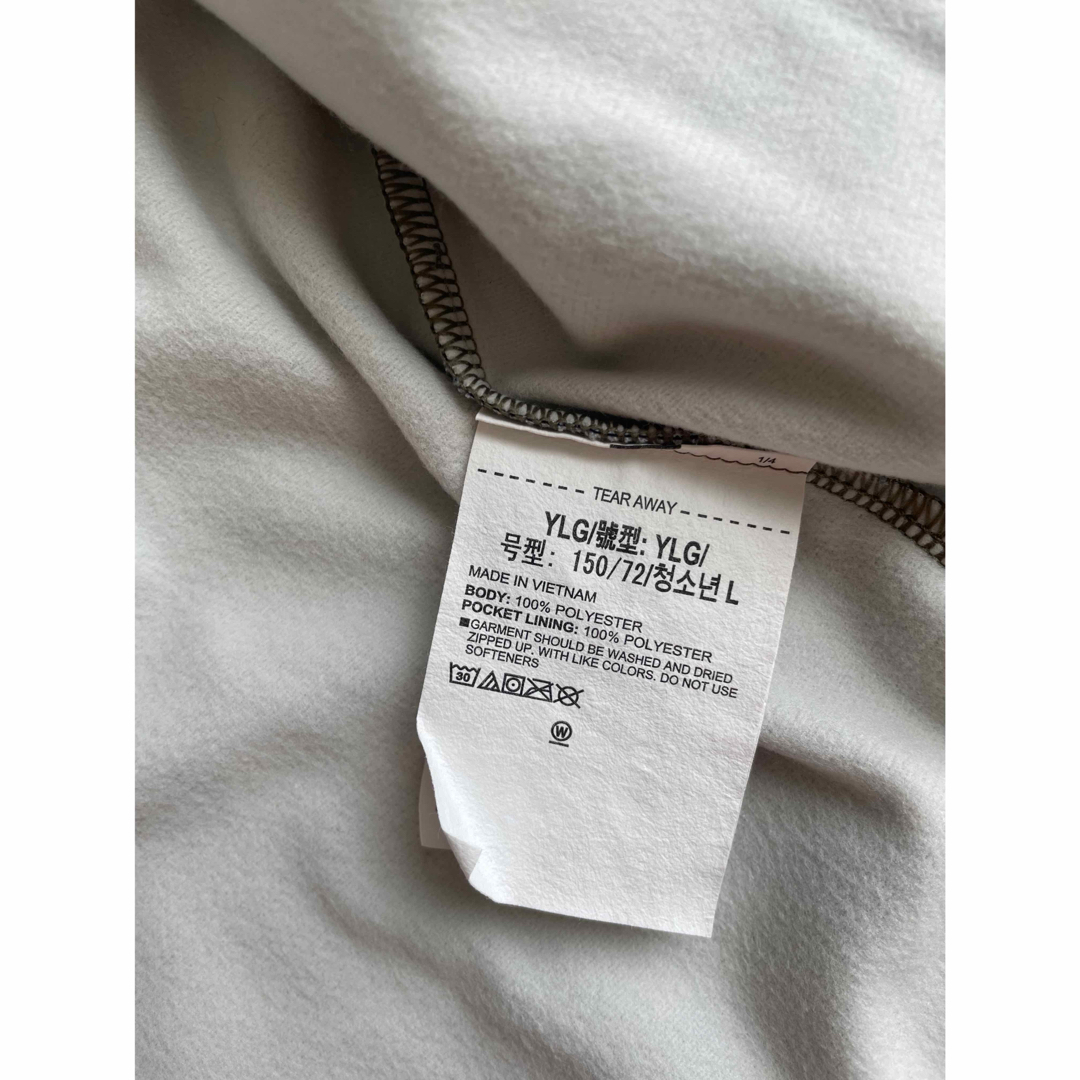 1/4
TEAR AWAY
YLG/號型: YLG/
号型: 150/72/청소년 L
MADE IN VIETNAM
BODY: 100% POLYESTER
POCKET LINING: 100% POLYESTER
■GARMENT SHOULD BE WASHED AND DRIED
ZIPPED UP. WITH LIKE COLORS. DO NOT USE
SOFTENERS
30
W